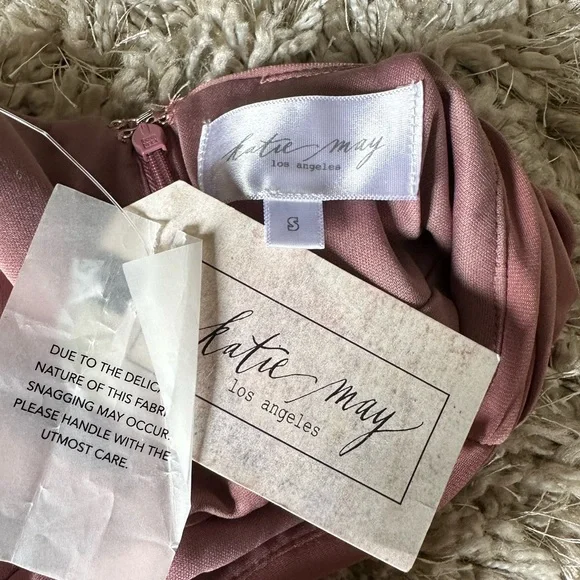 katie may
los angeles
S
katie may
los angeles
DUE TO THE DELICA
NATURE OF THIS FABR
SNAGGING MAY OCCUR.
PLEASE HANDLE WITH THE
UTMOST CARE.